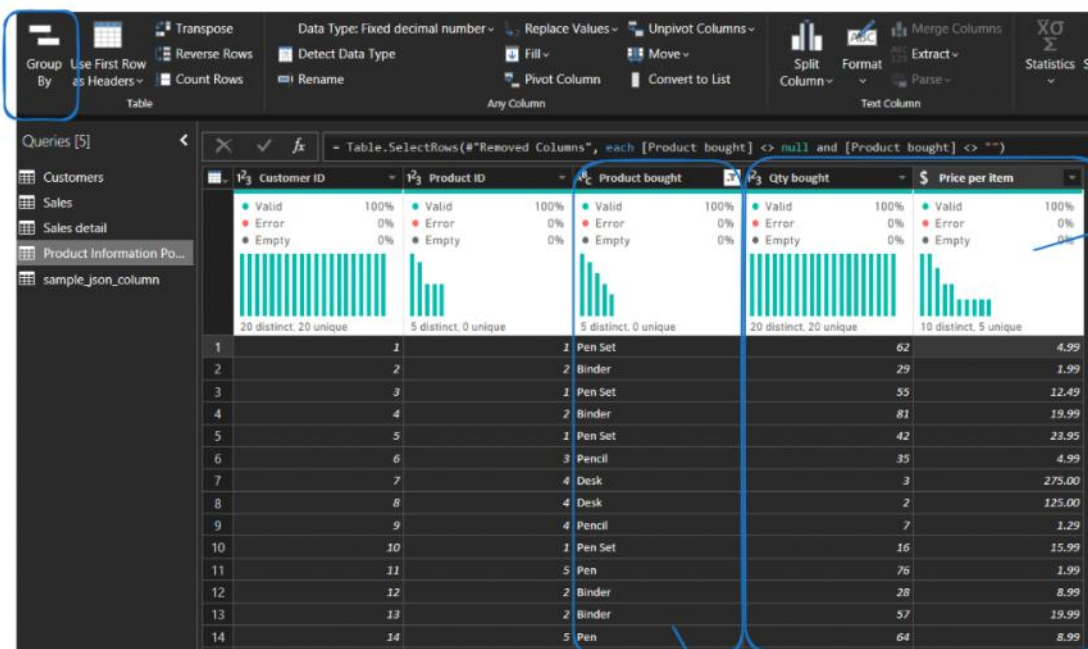 Group By
Use First Row as Headers
Transpose
Reverse Rows
Count Rows
Table
Data Type: Fixed decimal number
Detect Data Type
Rename
Replace Values
Fill
Pivot Column
Unpivot Columns
Move
Convert to List
Any Column
Split Column
Format
ABC
Merge Columns
Extract
Parse
Text Column
XO
Σ
Statistics
Queries [5]
Customers
Sales
Sales detail
Product Information Po...
sample_json_column
fx = Table.SelectRows(#"Removed Columns", each [Product bought] <> null and [Product bought] <> "")
1²3 Customer ID 1²3 Product ID ABC Product bought 1²3 Qty bought $ Price per item
Valid 100% Valid 100% Valid 100% Valid 100% Valid 100%
Error 0% Error 0% Error 0% Error 0% Error 0%
Empty 0% Empty 0% Empty 0% Empty 0% Empty 0%
20 distinct, 20 unique 5 distinct, 0 unique 5 distinct, 0 unique 20 distinct, 20 unique 10 distinct, 5 unique
1 1 1 Pen Set 62 4.99
2 2 2 Binder 29 1.99
3 3 1 Pen Set 55 12.49
4 4 2 Binder 81 19.99
5 5 1 Pen Set 42 23.95
6 6 3 Pencil 35 4.99
7 7 4 Desk 3 275.00
8 8 4 Desk 2 125.00
9 9 4 Pencil 7 1.29
10 10 1 Pen Set 16 15.99
11 11 5 Pen 76 1.99
12 12 2 Binder 28 8.99
13 13 2 Binder 57 19.99
14 14 5 Pen 64 8.99